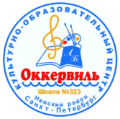 КУЛЬТУРНО-ОБРАЗОВАТЕЛЬНЫЙ ЦЕНТР
Оккервиль
Школа №323
Невский район
Санкт-Петербург